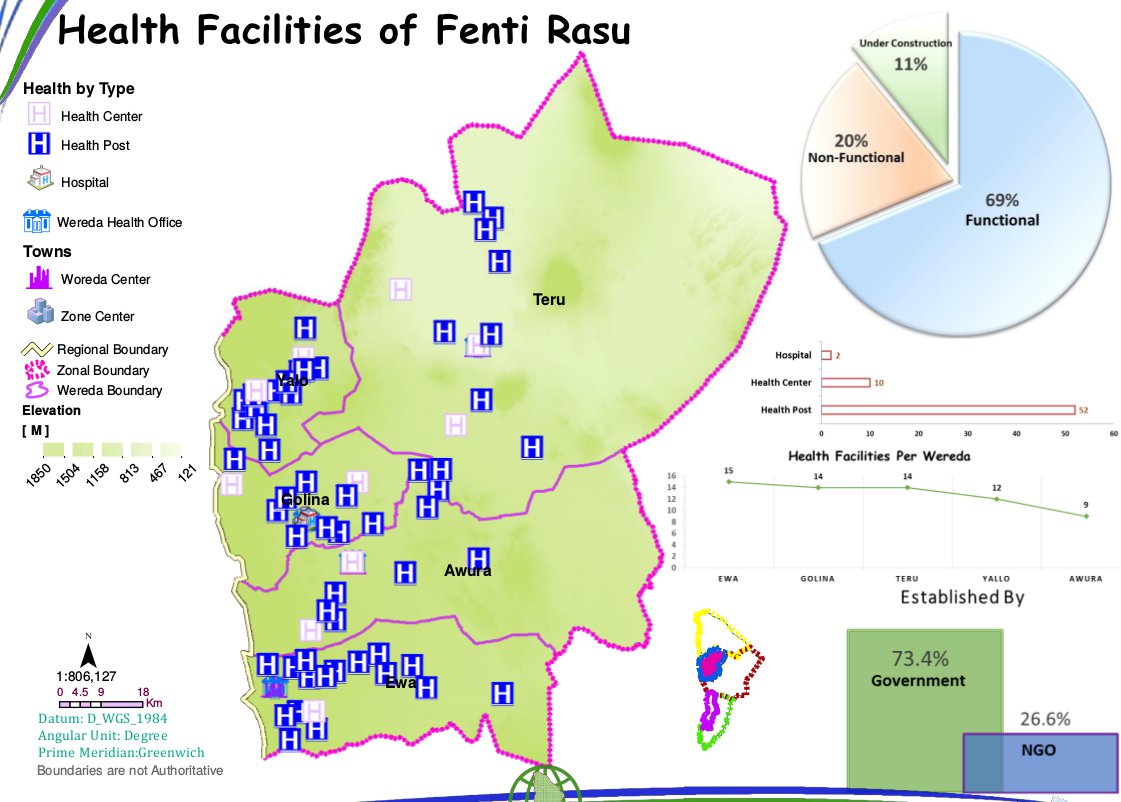 Health Facilities of Fenti Rasu
Health by Type
Health Center
Health Post
Hospital
Wereda Health Office
Towns
Woreda Center
Zone Center
Regional Boundary
Zonal Boundary
Wereda Boundary
Elevation
[ M ]
1850 1504 1158 813 467 121
N
1:806,127
0 4.5 9 18
Km
Datum: D_WGS_1984
Angular Unit: Degree
Prime Meridian:Greenwich
Boundaries are not Authoritative
Teru
Yalo
Golina
Awura
Ewa
Under Construction
11%
20%
Non-Functional
69%
Functional
Hospital 2
Health Center 10
Health Post 52
0 10 20 30 40 50 60
Health Facilities Per Wereda
16
14
12
10
8
6
4
2
0
15 14 14 12 9
EWA GOLINA TERU YALLO AWURA
Established By
73.4%
Government
26.6%
NGO